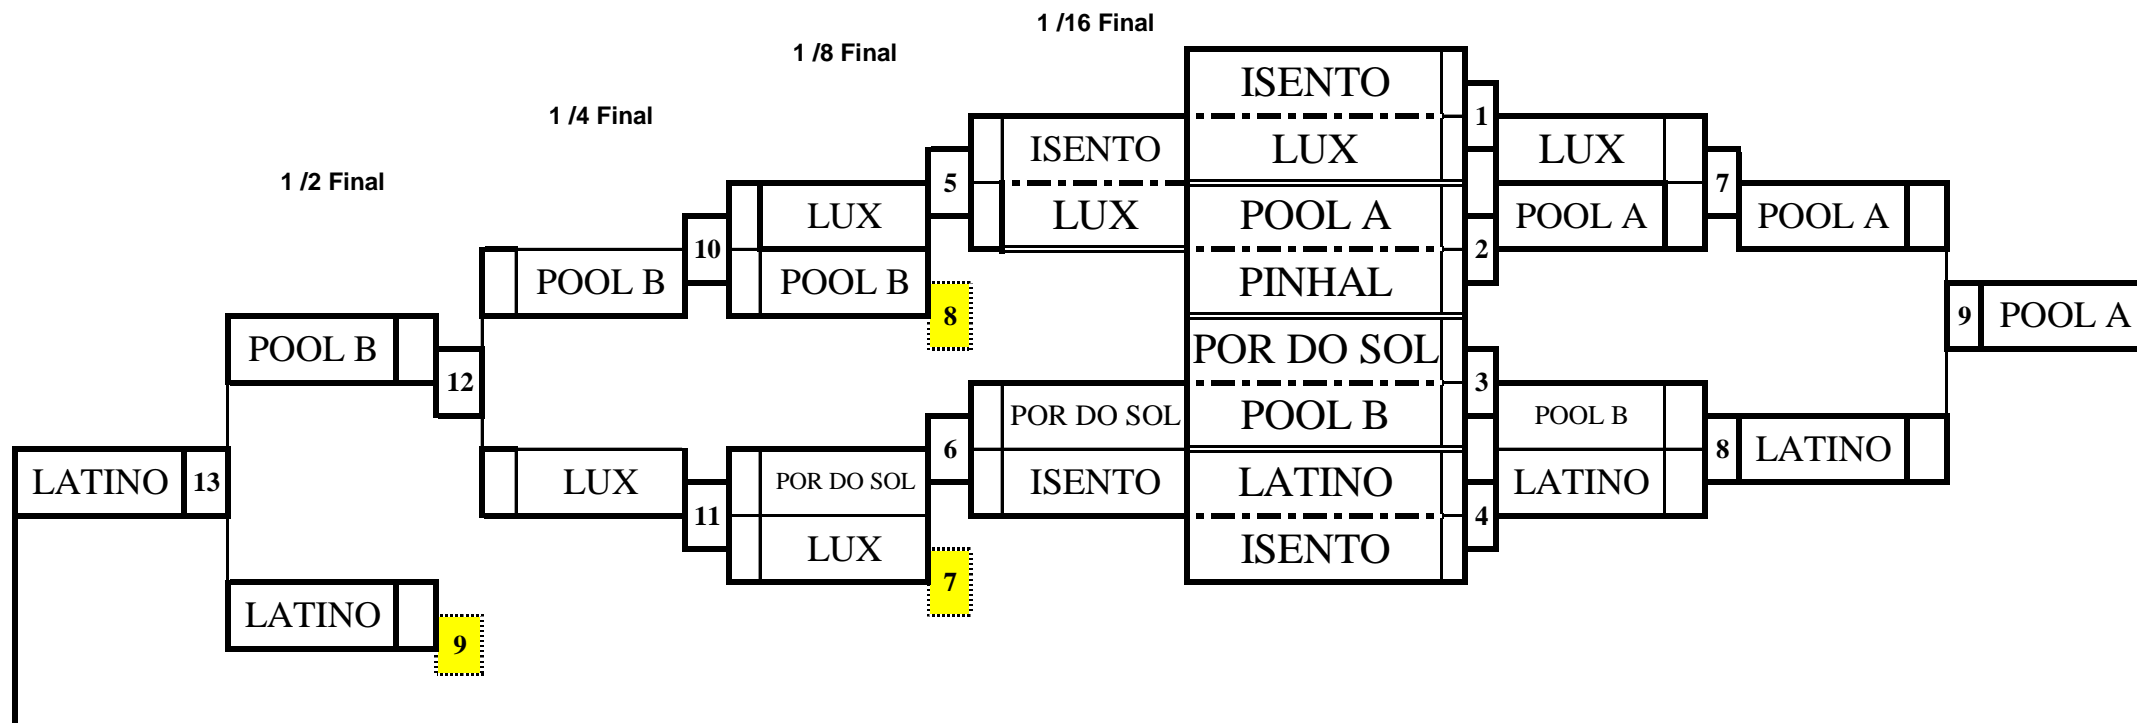 1 /16 Final
1 /8 Final
1 /4 Final
1 /2 Final
ISENTO
1
ISENTO
LUX
LUX
5
7
LUX
LUX
POOL A
POOL A
POOL A
10
2
POOL B
POOL B
PINHAL
8
9
POOL A
POOL B
POR DO SOL
12
3
POR DO SOL
POOL B
POOL B
6
8
LATINO
LATINO
13
LUX
POR DO SOL
ISENTO
LATINO
LATINO
11
4
LUX
ISENTO
7
LATINO
9